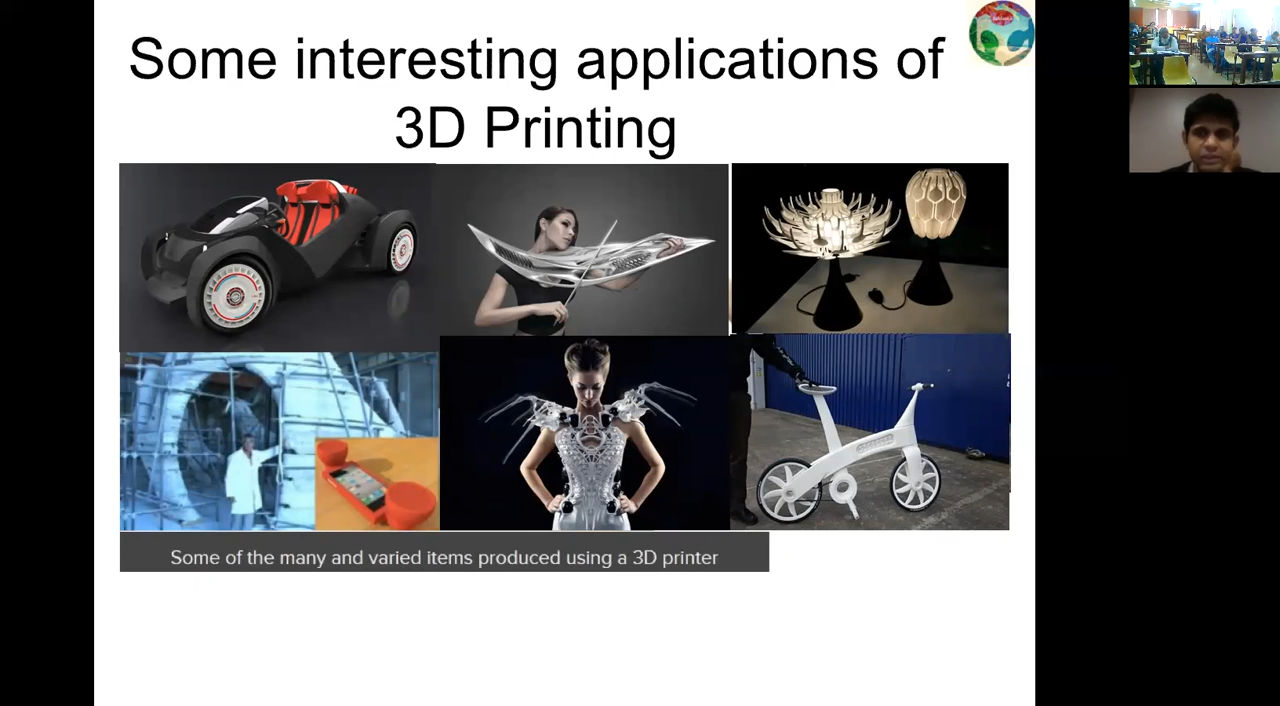 Some interesting applications of
3D Printing
Some of the many and varied items produced using a 3D printer